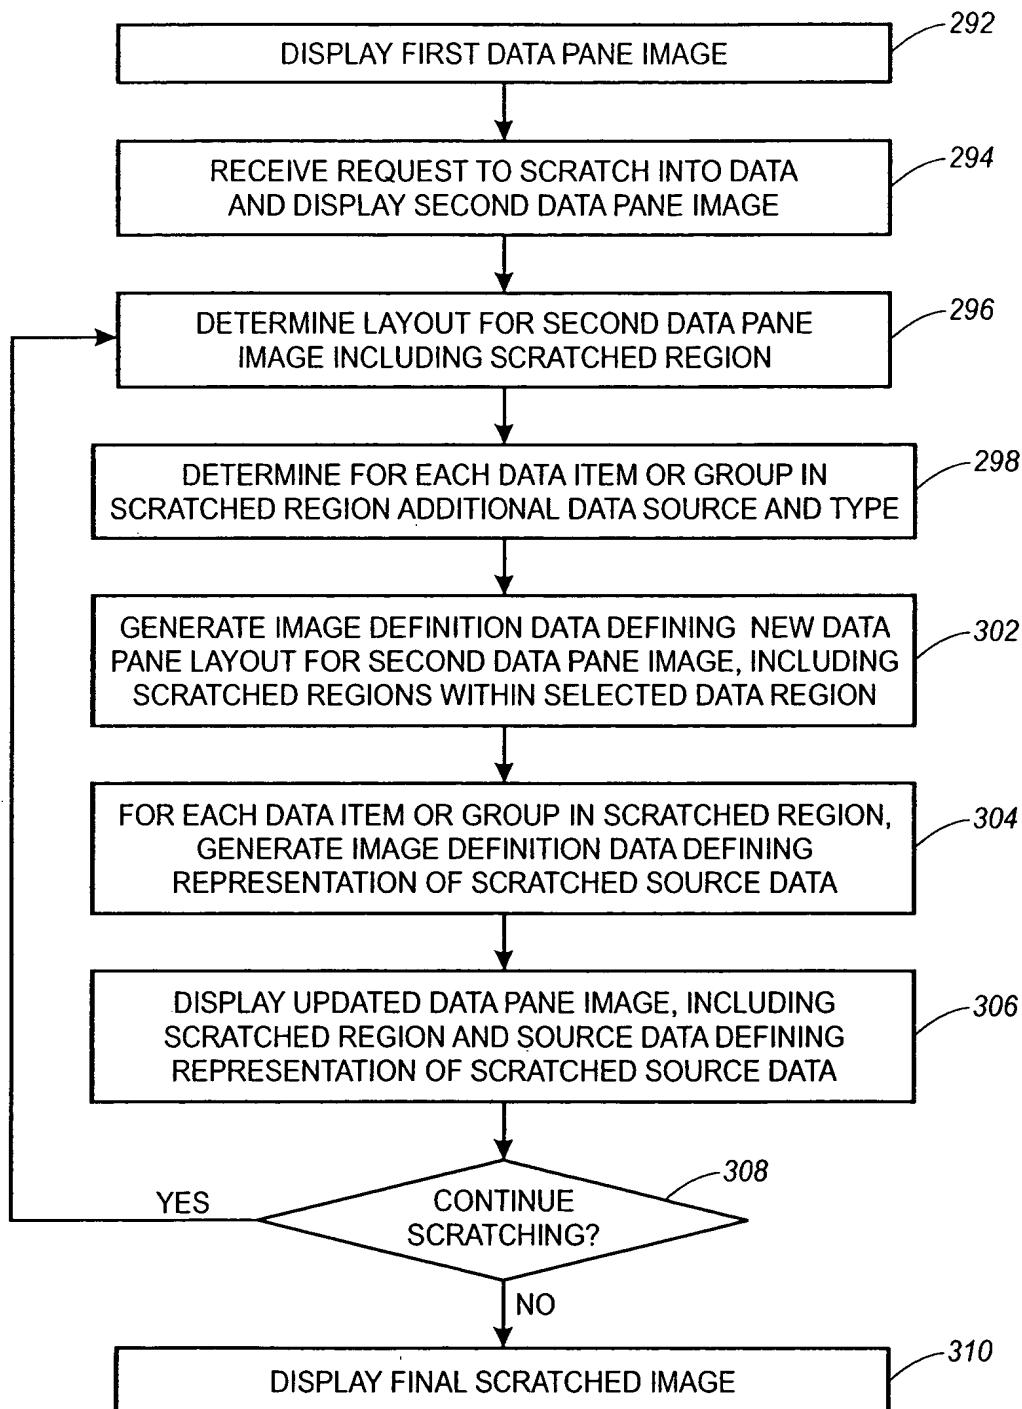 292
DISPLAY FIRST DATA PANE IMAGE
294
RECEIVE REQUEST TO SCRATCH INTO DATA
AND DISPLAY SECOND DATA PANE IMAGE
296
DETERMINE LAYOUT FOR SECOND DATA PANE
IMAGE INCLUDING SCRATCHED REGION
298
DETERMINE FOR EACH DATA ITEM OR GROUP IN
SCRATCHED REGION ADDITIONAL DATA SOURCE AND TYPE
302
GENERATE IMAGE DEFINITION DATA DEFINING NEW DATA
PANE LAYOUT FOR SECOND DATA PANE IMAGE, INCLUDING
SCRATCHED REGIONS WITHIN SELECTED DATA REGION
304
FOR EACH DATA ITEM OR GROUP IN SCRATCHED REGION,
GENERATE IMAGE DEFINITION DATA DEFINING
REPRESENTATION OF SCRATCHED SOURCE DATA
306
DISPLAY UPDATED DATA PANE IMAGE, INCLUDING
SCRATCHED REGION AND SOURCE DATA DEFINING
REPRESENTATION OF SCRATCHED SOURCE DATA
308
YES
CONTINUE
SCRATCHING?
NO
310
DISPLAY FINAL SCRATCHED IMAGE